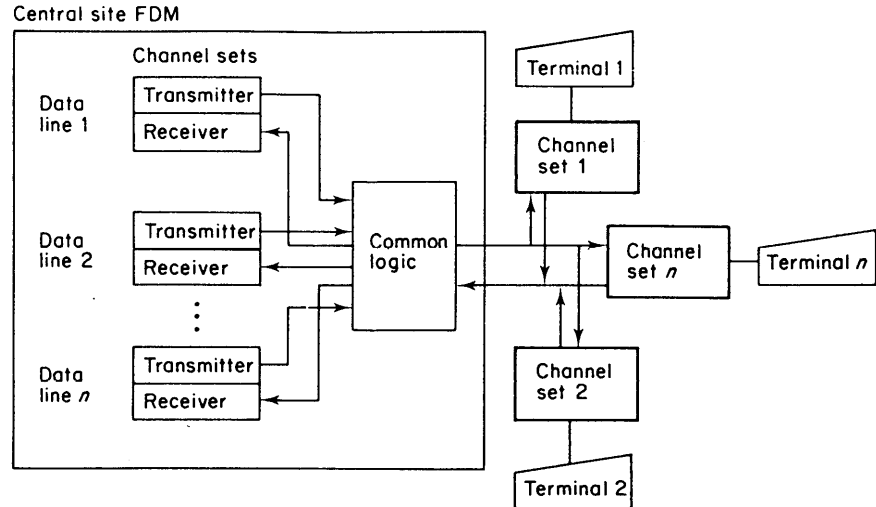 Central site FDM
Channel sets
Data
line 1
Transmitter
Receiver
Data
line 2
Transmitter
Receiver
Data
line n
Transmitter
Receiver
Common
logic
Terminal 1
Channel
set 1
Channel
set n
Terminal n
Channel
set 2
Terminal 2